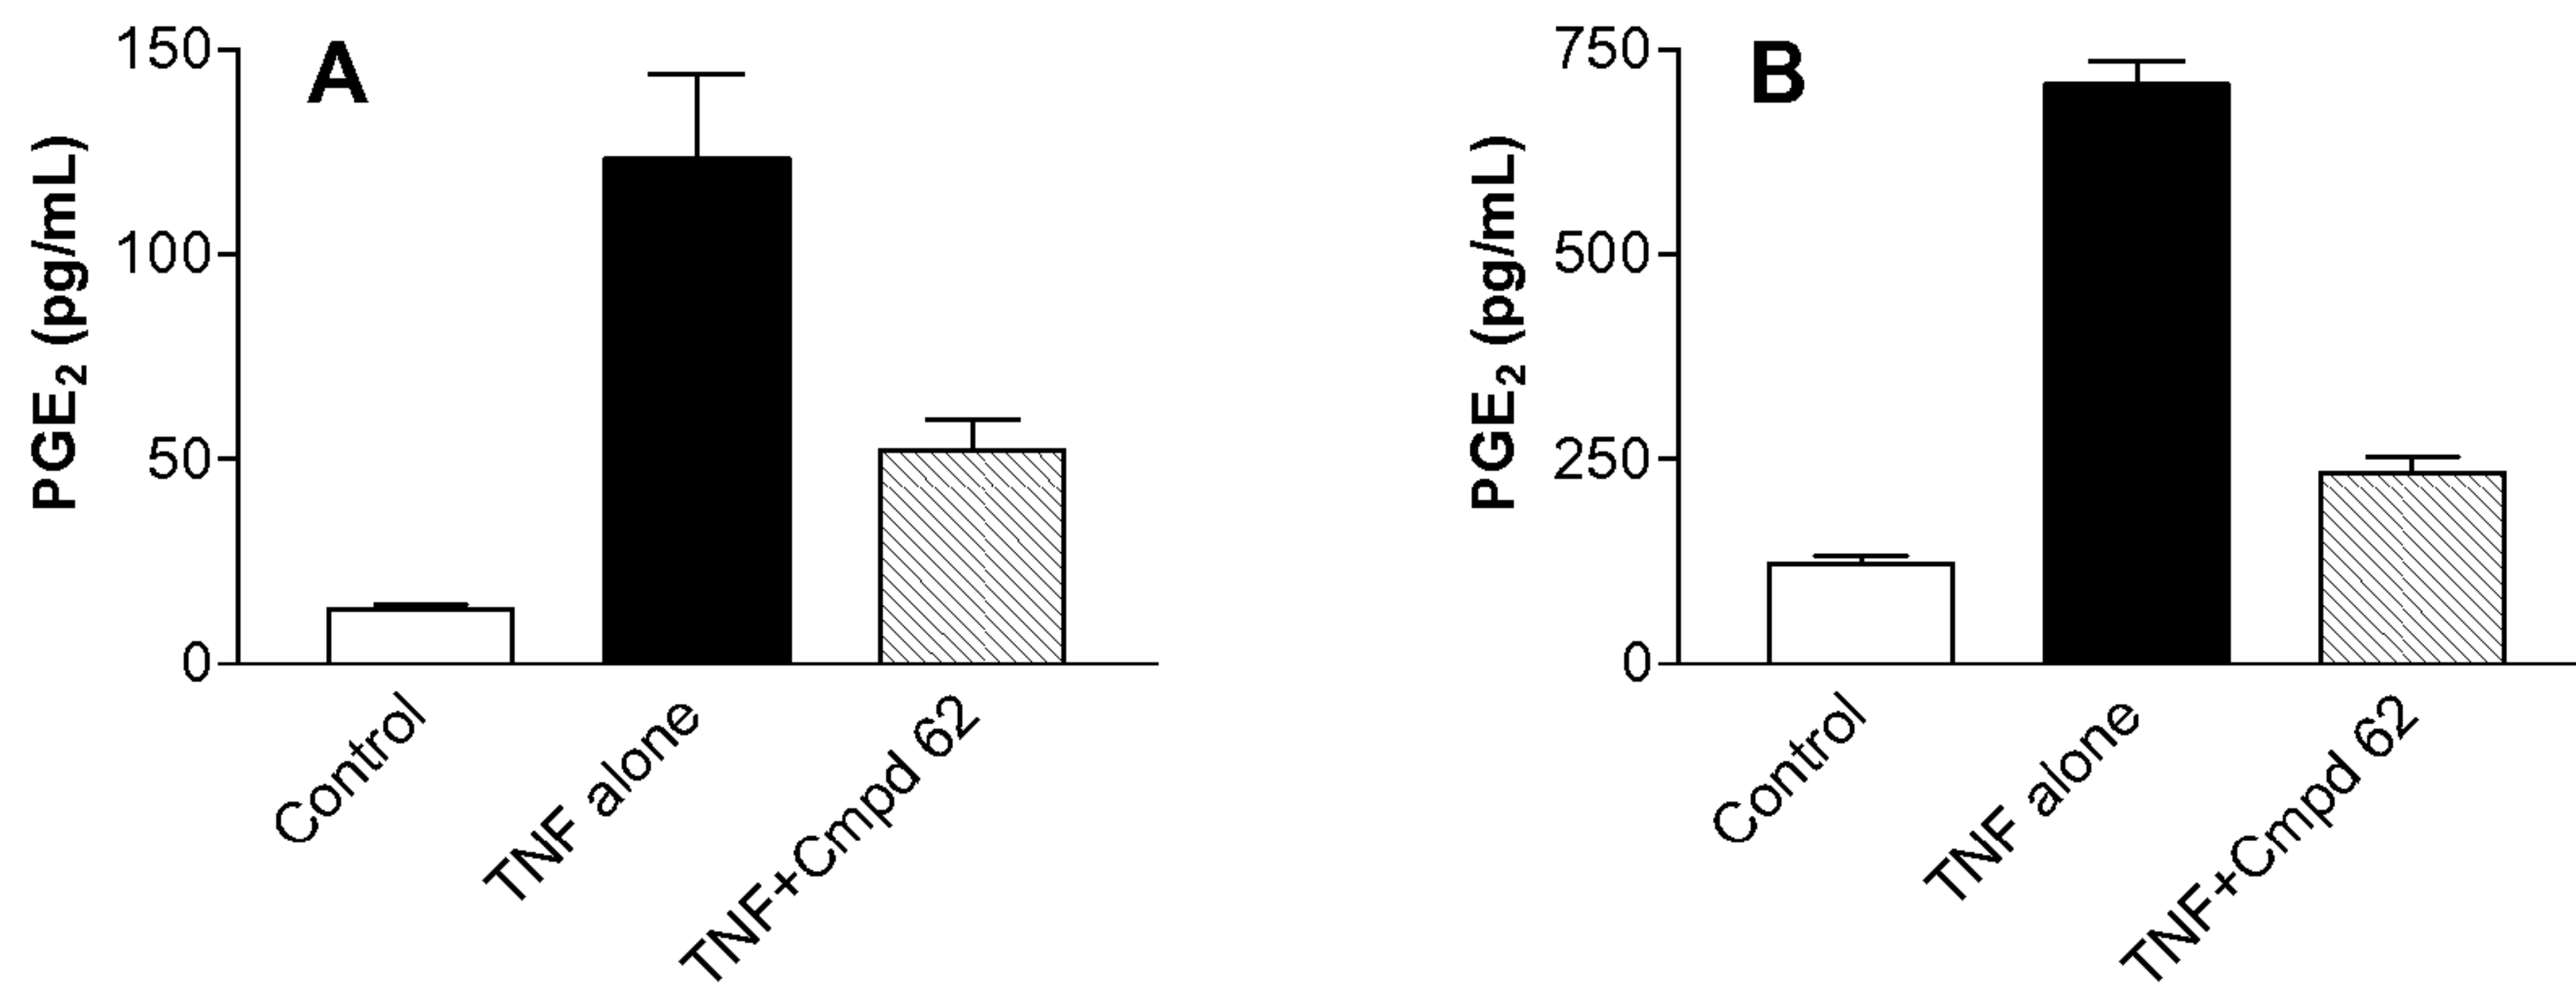 A
PGE₂ (pg/mL)
150
100
50
0
Control
TNF alone
TNF+Cmpd 62
B
PGE₂ (pg/mL)
750
500
250
0
Control
TNF alone
TNF+Cmpd 62